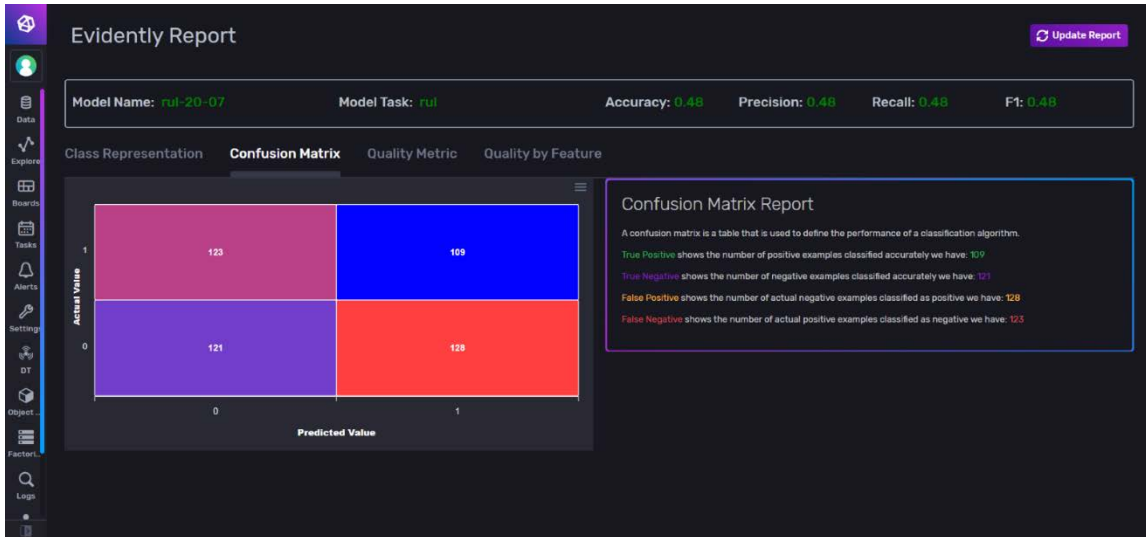 Evidently Report
Update Report
Data
Explore
Boards
Tasks
Alerts
Settings
DT
Object ..
Factori..
Logs
Model Name: rul-20-07 Model Task: rul Accuracy: 0.48 Precision: 0.48 Recall: 0.48 F1: 0.48
Class Representation Confusion Matrix Quality Metric Quality by Feature
Actual Value
1 123 109
0 121 128
0 1
Predicted Value
Confusion Matrix Report
A confusion matrix is a table that is used to define the performance of a classification algorithm.
True Positive shows the number of positive examples classified accurately we have: 109
True Negative shows the number of negative examples classified accurately we have: 121
False Positive shows the number of actual negative examples classified as positive we have: 128
False Negative shows the number of actual positive examples classified as negative we have: 123